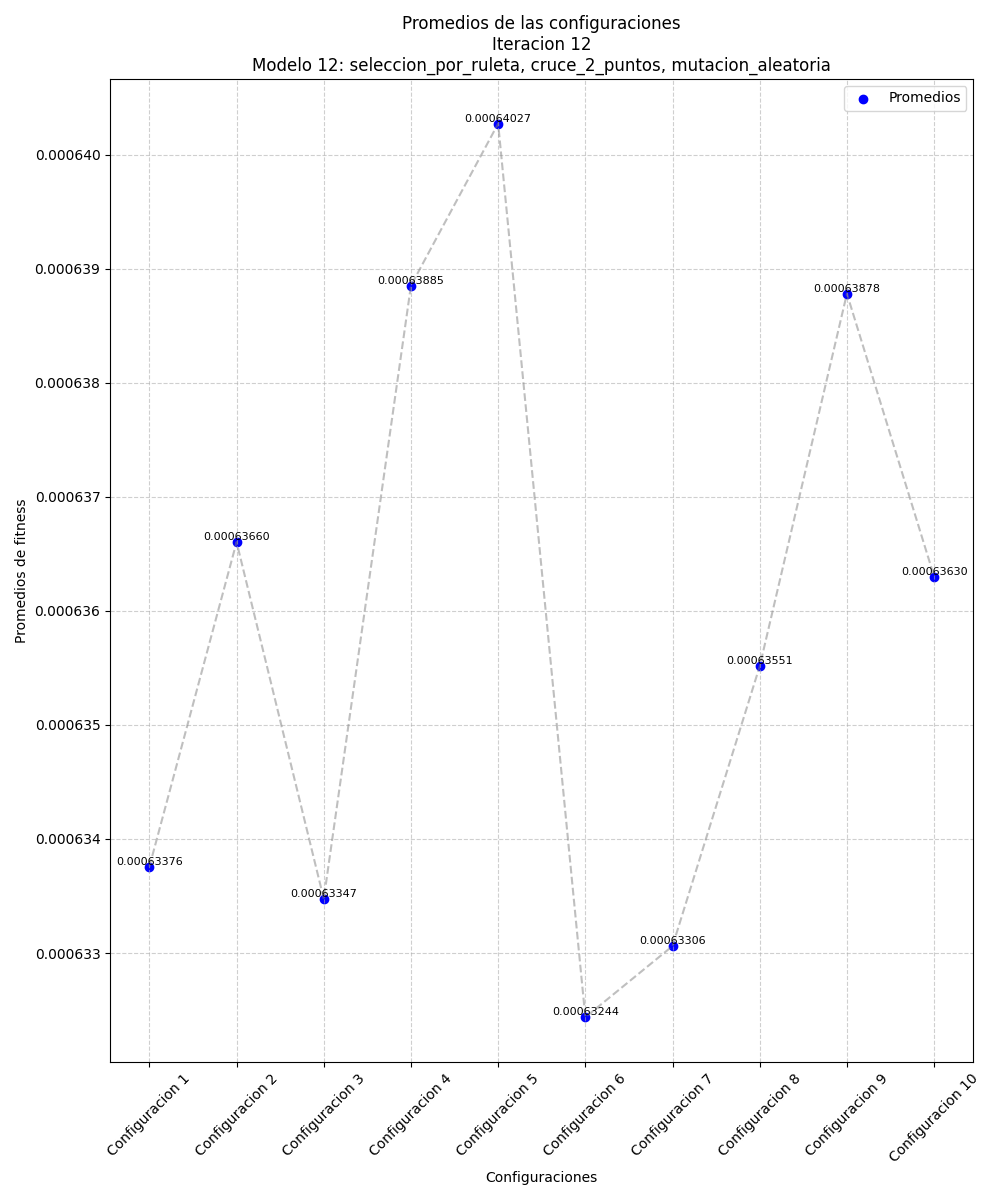 Promedios de las configuraciones
Iteracion 12
Modelo 12: seleccion_por_ruleta, cruce_2_puntos, mutacion_aleatoria
Promedios
0.00064027
0.000640
0.000639
0.00063885
0.00063878
0.000638
0.000637
0.00063660
0.00063630
0.000636
0.00063551
0.000635
0.000634
0.00063376
0.00063347
0.00063306
0.000633
0.00063244
Promedios de fitness
Configuracion 1
Configuracion 2
Configuracion 3
Configuracion 4
Configuracion 5
Configuracion 6
Configuracion 7
Configuracion 8
Configuracion 9
Configuracion 10
Configuraciones